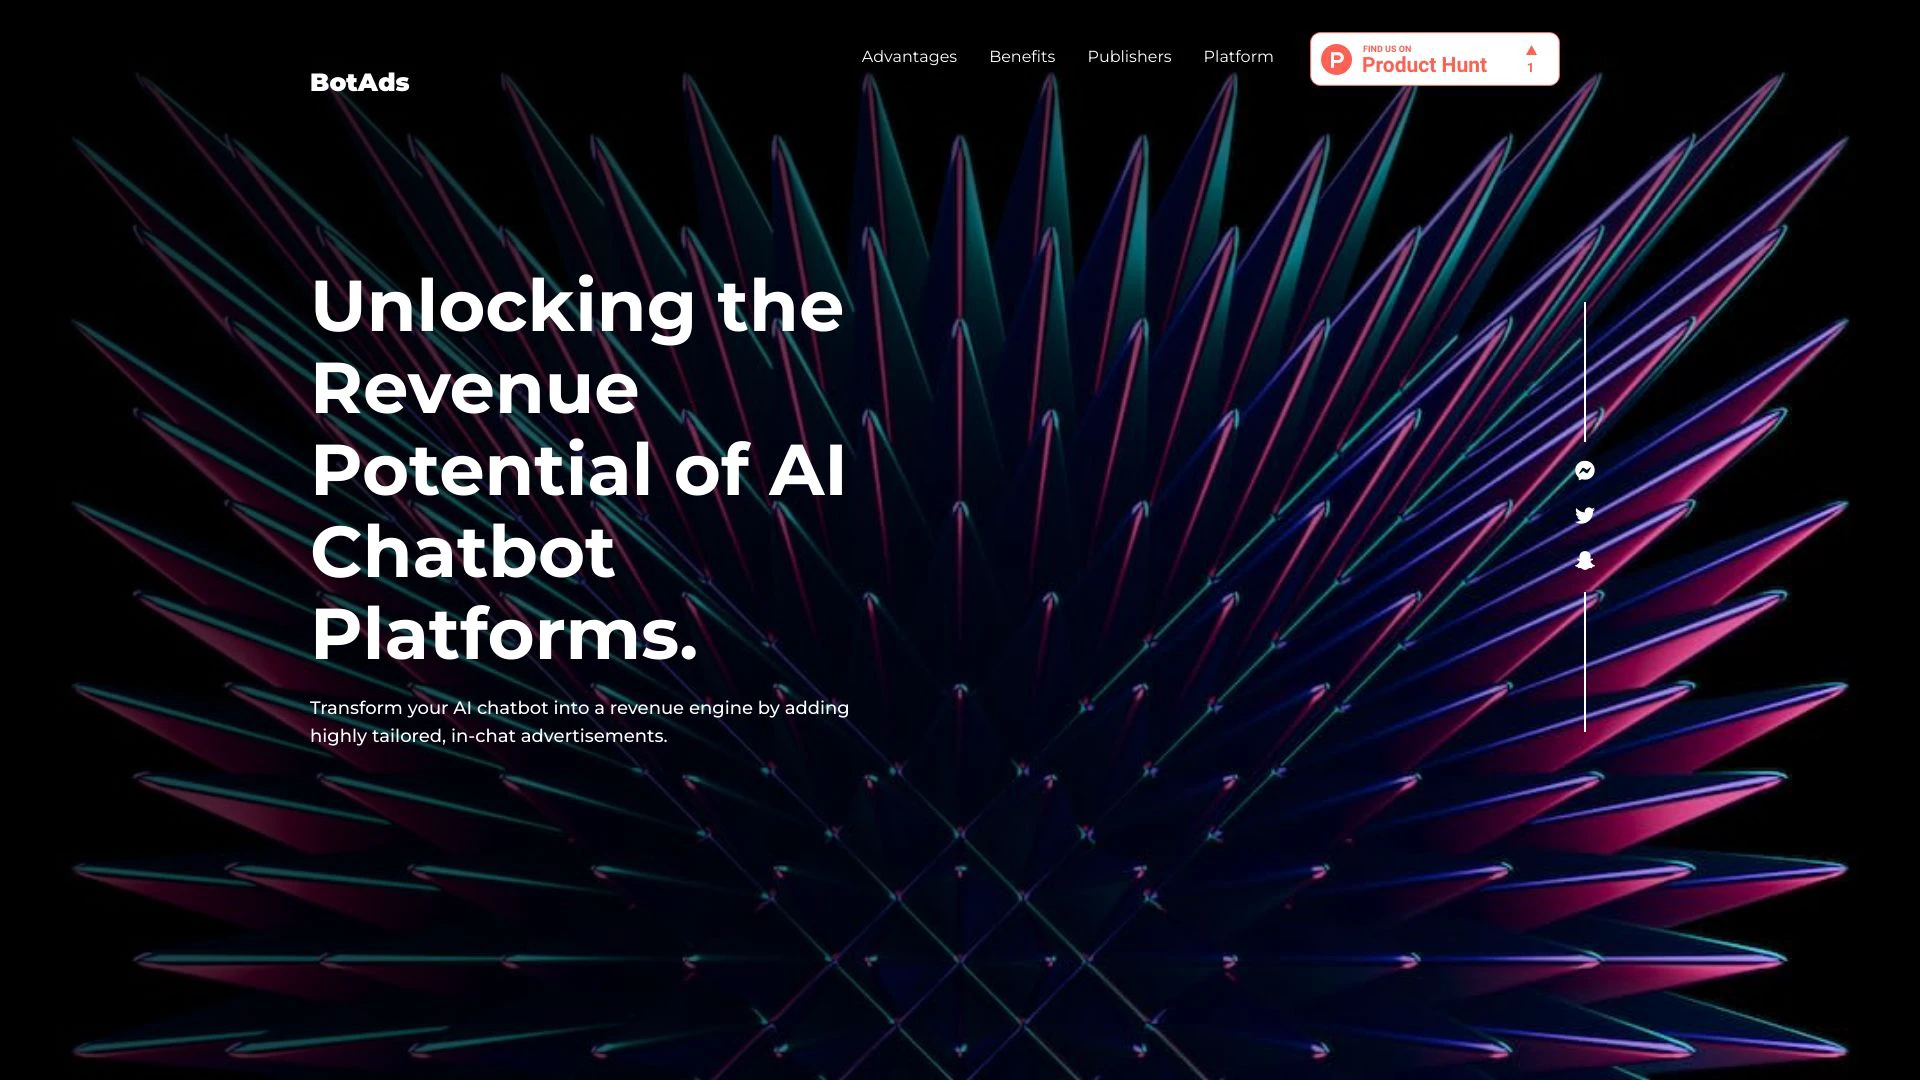 BotAds
Advantages
Benefits
Publishers
Platform
FIND US ON
Product Hunt
1
Unlocking the
Revenue
Potential of AI
Chatbot
Platforms.
Transform your AI chatbot into a revenue engine by adding
highly tailored, in-chat advertisements.